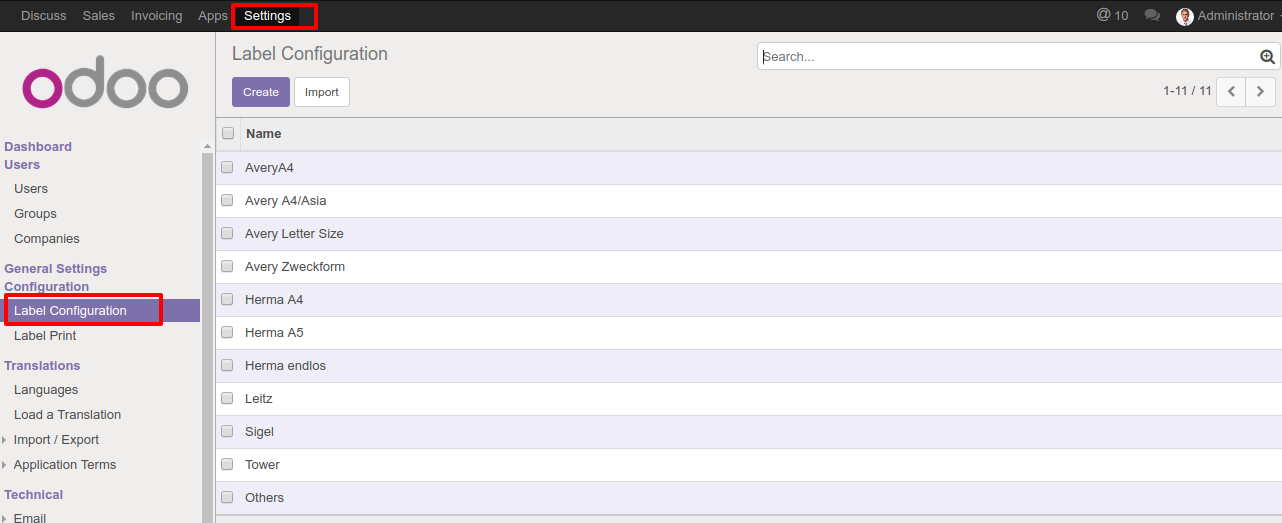 Discuss Sales Invoicing Apps Settings @ 10 Administrator
odoo
Label Configuration
Search...
Create Import
1-11 / 11
Dashboard
Users
Users
Groups
Companies
General Settings
Configuration
Label Configuration
Label Print
Translations
Languages
Load a Translation
Import / Export
Application Terms
Technical
Email
Name
AveryA4
Avery A4/Asia
Avery Letter Size
Avery Zweckform
Herma A4
Herma A5
Herma endlos
Leitz
Sigel
Tower
Others